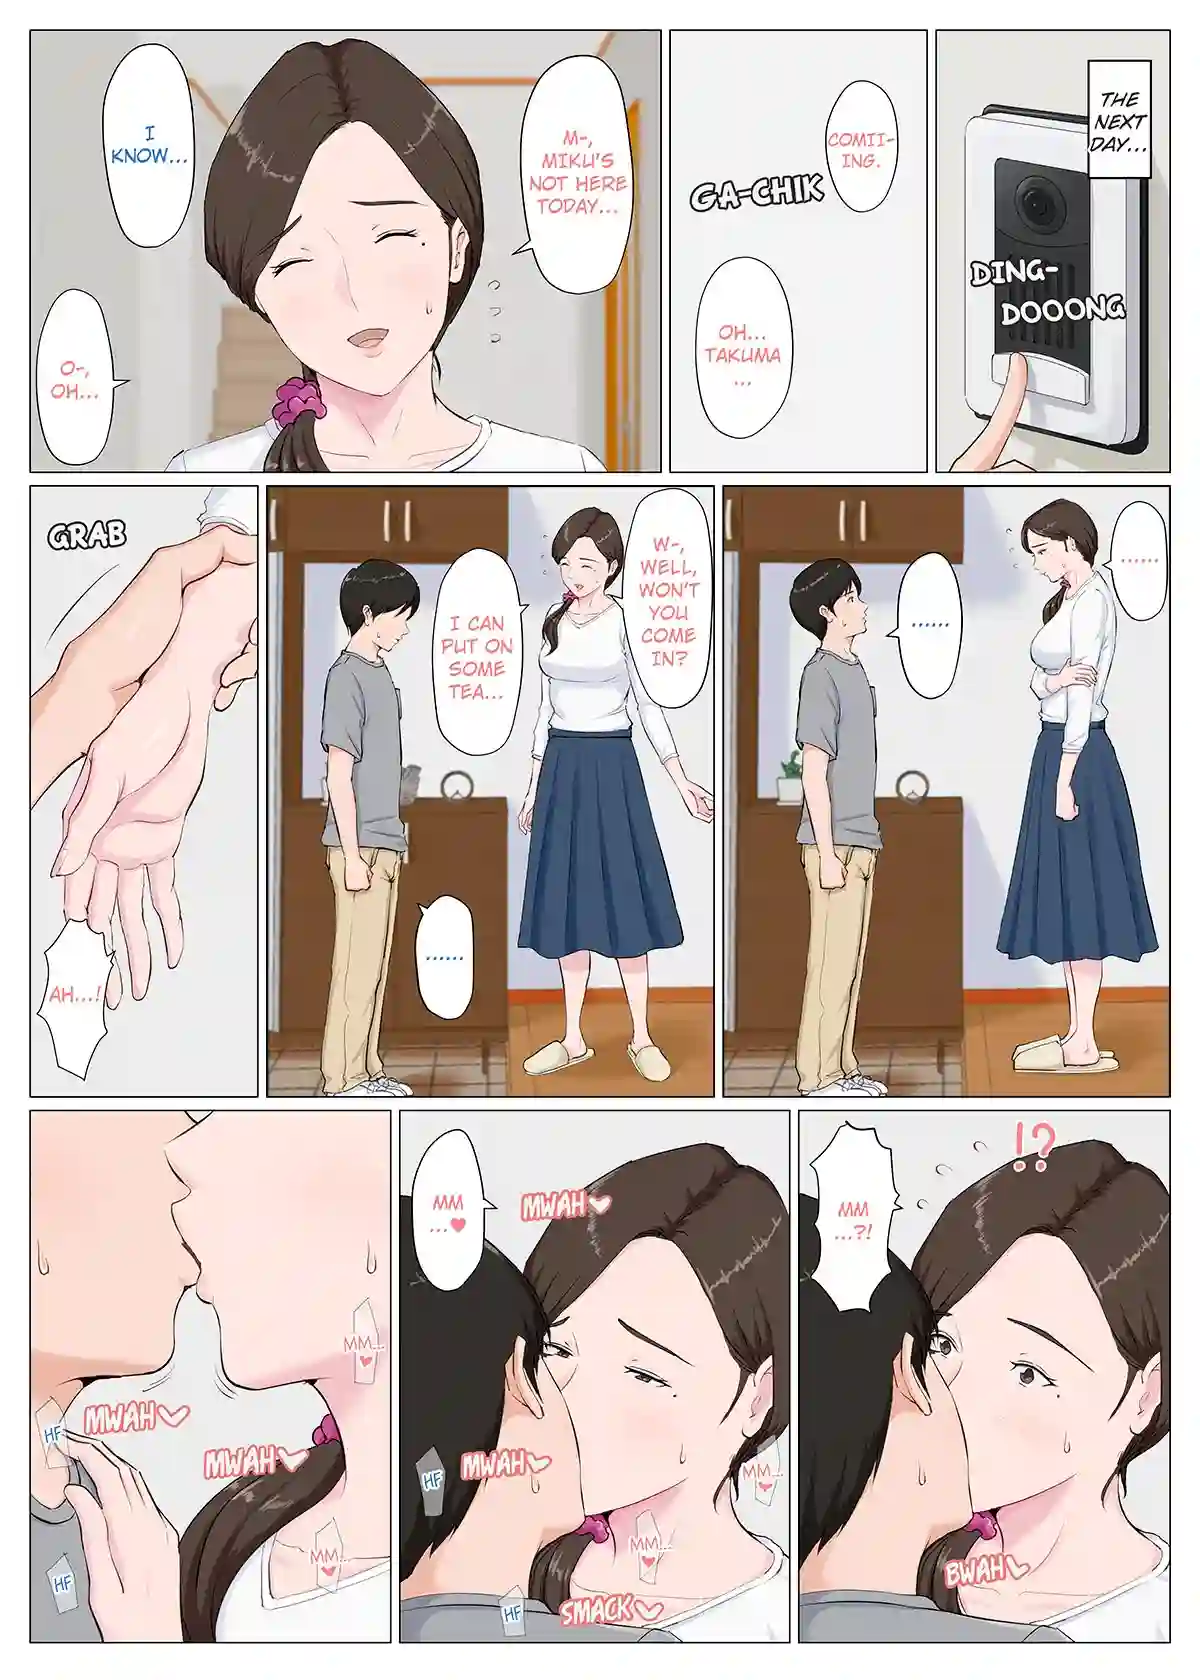 THE
NEXT
DAY...
DING-
DOOONG
COMII-
ING.
GA-CHIK
OH...
TAKUMA
...
M-,
MIKU'S
NOT HERE
TODAY...
I
KNOW...
O-,
OH...
......
......
W-,
WELL,
WON'T
YOU
COME
IN?
I CAN
PUT ON
SOME
TEA...
......
GRAB
AH...!
!?
MM
...?!
BWAH♥
MM
...♥
MWAH♥
HF
MWAH♥
MM...
♥
MM...
♥
HF
SMACK♥
MM...
♥
HF
MWAH♥
MWAH♥
MM...
♥
HF